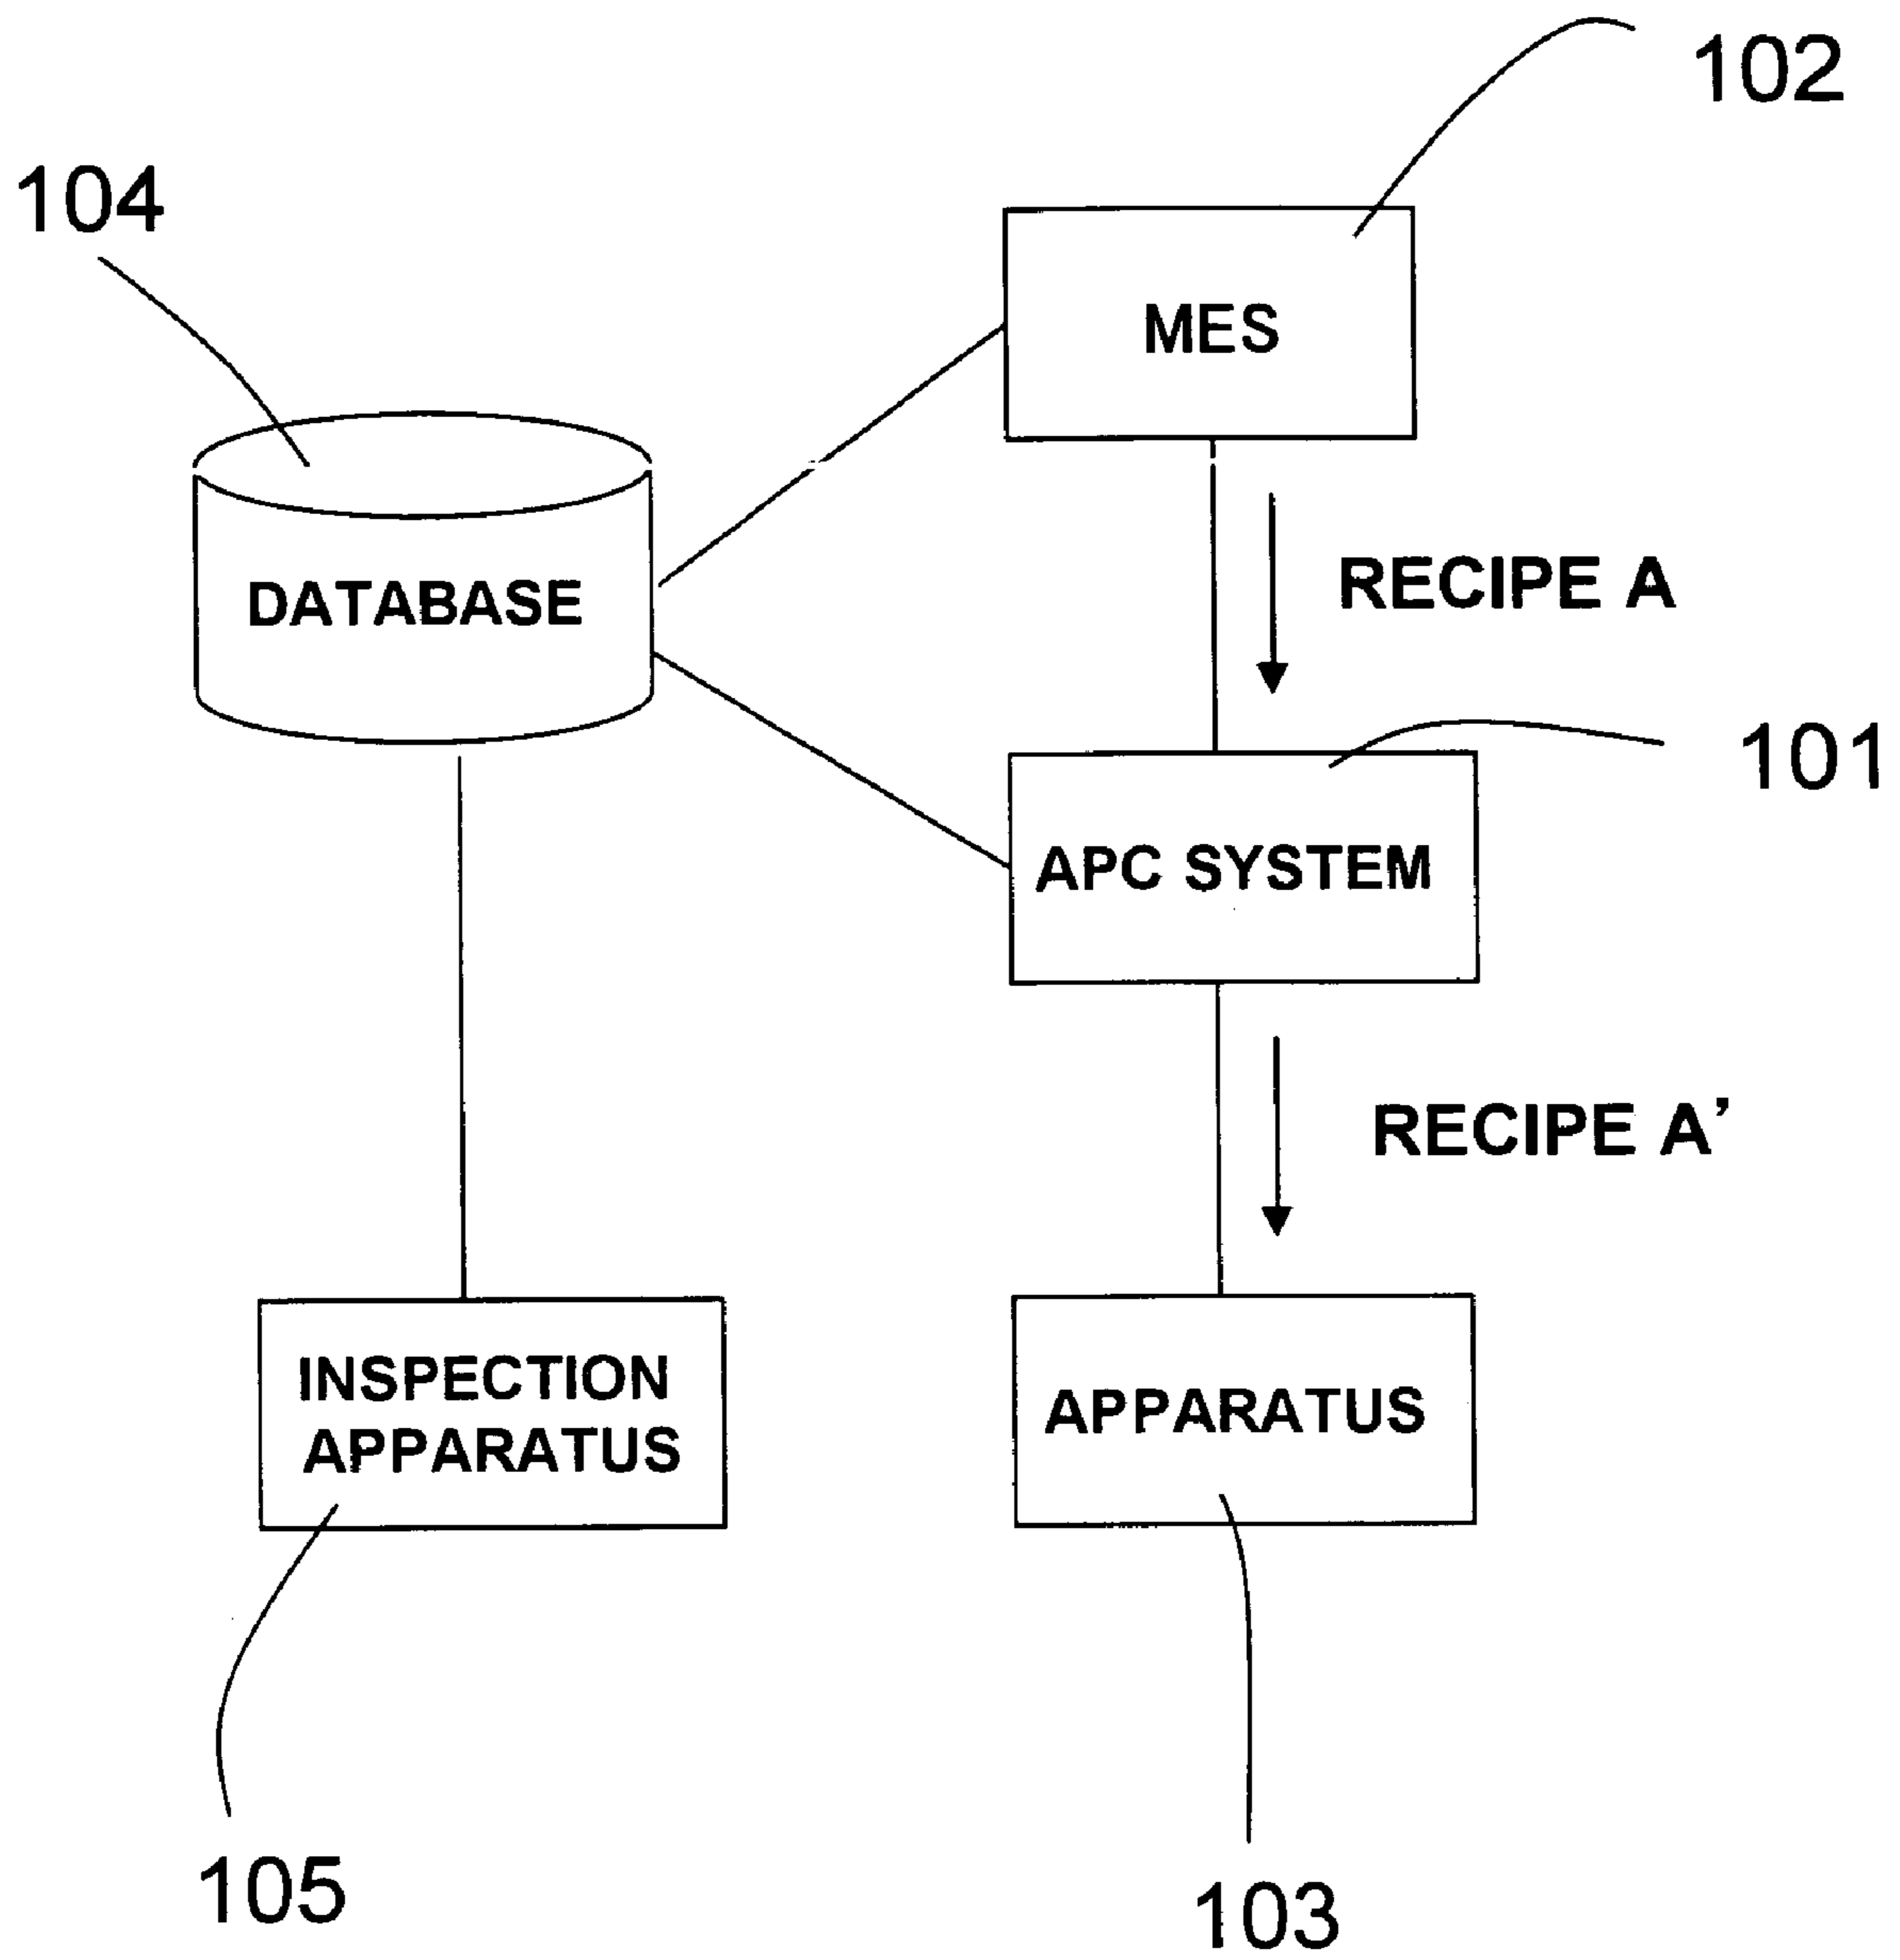 102
104
MES
DATABASE
RECIPE A
101
APC SYSTEM
RECIPE A’
INSPECTION
APPARATUS
APPARATUS
105
103